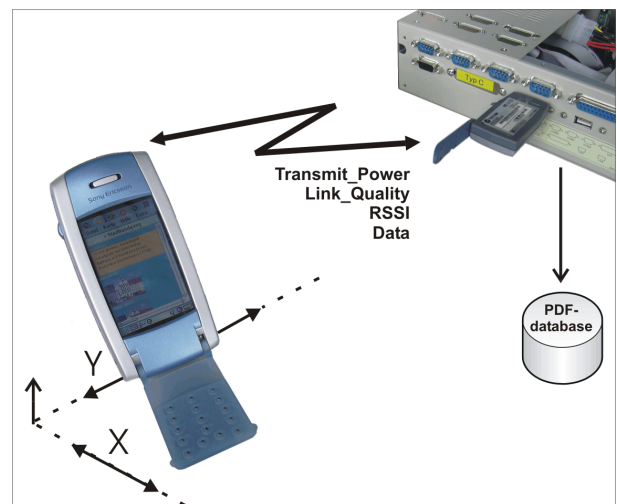 Typ C
Transmit_Power
Link_Quality
RSSI
Data
Sony Ericsson
PDF-
database
Y
X